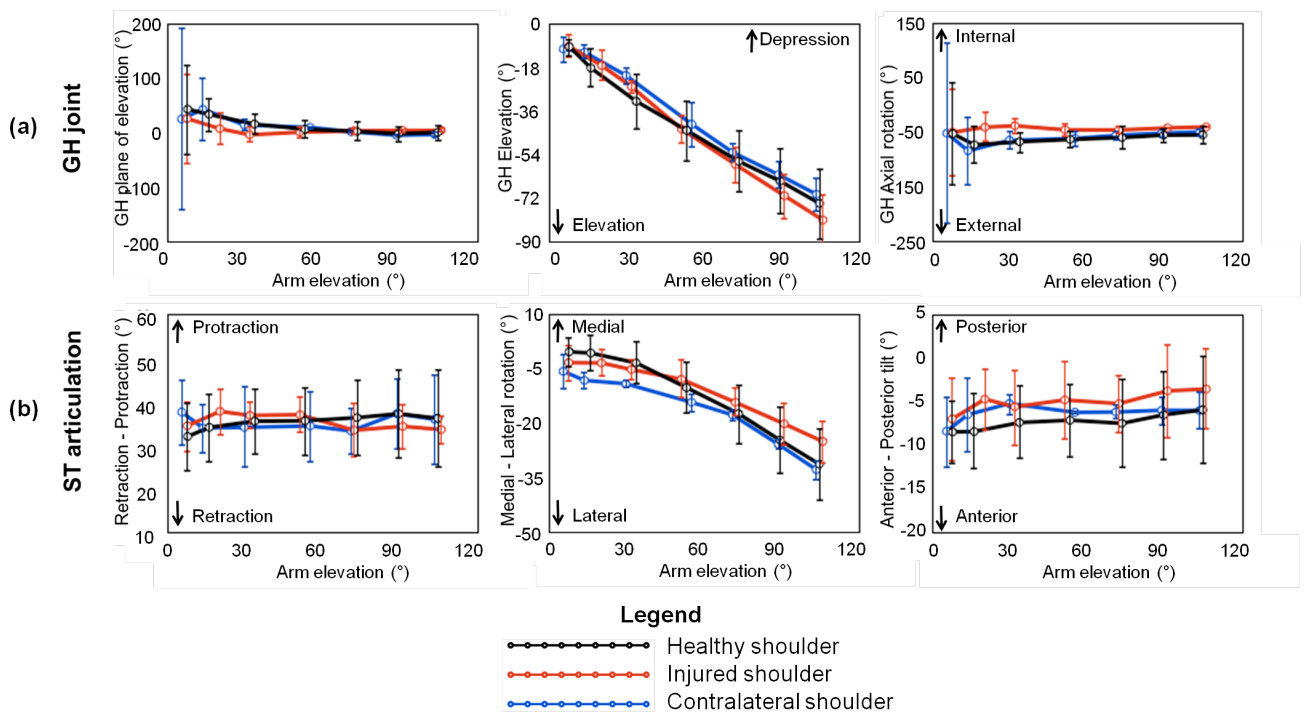 (a)
GH joint
GH plane of elevation (°)
200
100
0
-100
-200
0 30 60 90 120
Arm elevation (°)
GH Elevation (°)
0
-18
-36
-54
-72
-90
Depression
Elevation
0 30 60 90 120
Arm elevation (°)
GH Axial rotation (°)
150
50
-50
-150
-250
Internal
External
0 30 60 90 120
Arm elevation (°)
(b)
ST articulation
Retraction - Protraction (°)
60
50
40
30
20
10
Protraction
Retraction
0 30 60 90 120
Arm elevation (°)
Medial - Lateral rotation (°)
10
-5
-20
-35
-50
Medial
Lateral
0 30 60 90 120
Arm elevation (°)
Anterior - Posterior tilt (°)
5
0
-5
-10
-15
-20
Posterior
Anterior
0 30 60 90 120
Arm elevation (°)
Legend
Healthy shoulder
Injured shoulder
Contralateral shoulder